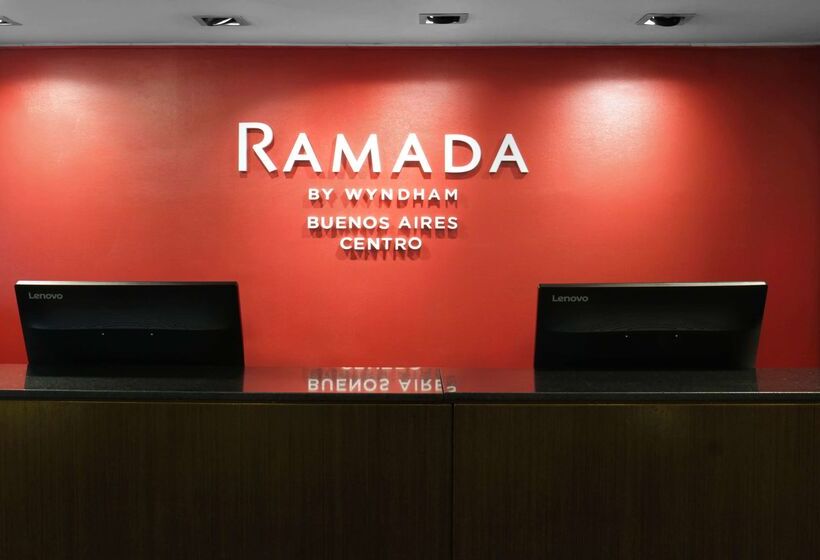 RAMADA
BY WYNDHAM
BUENOS AIRES
CENTRO
Lenovo
Lenovo